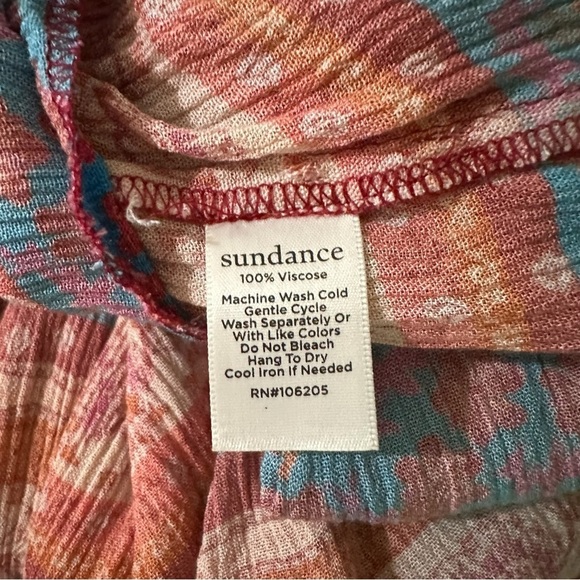 sundance
100% Viscose
Machine Wash Cold
Gentle Cycle
Wash Separately Or
With Like Colors
Do Not Bleach
Hang To Dry
Cool Iron If Needed
RN#106205